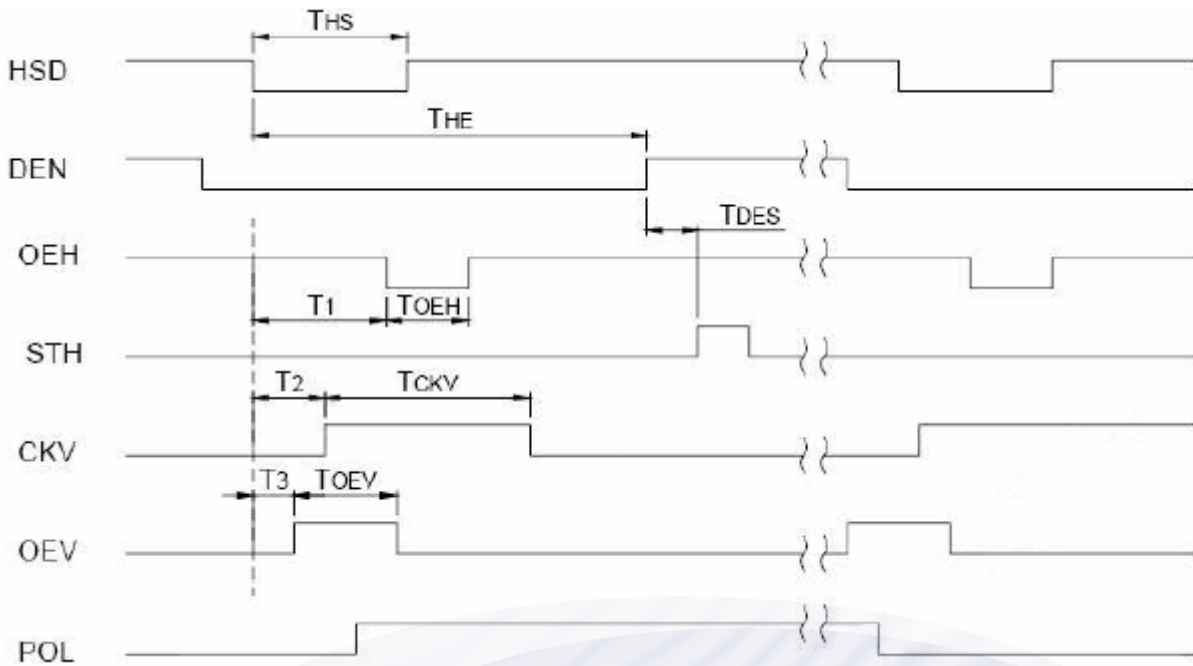 THS
HSD
THE
DEN
TDES
OEH
T1 TOEH
STH
T2 TCKV
CKV
T3 TOEV
OEV
POL